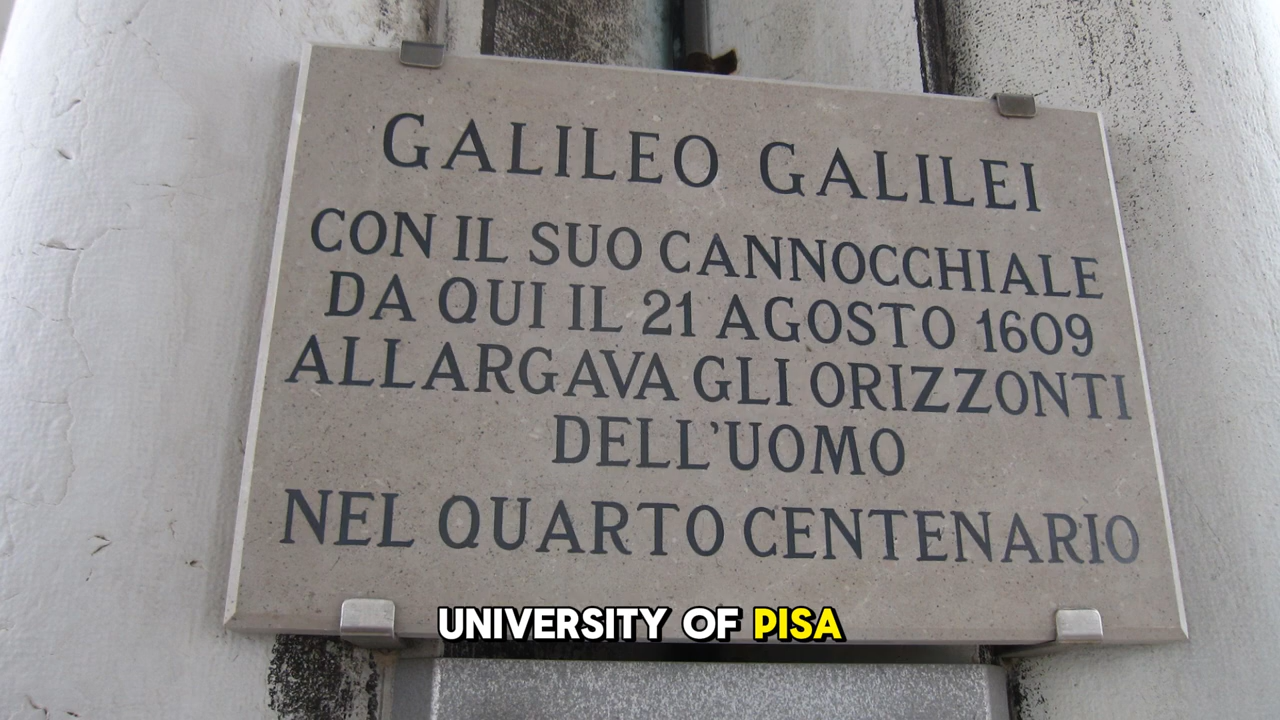 GALILEO GALILEI
CON IL SUO CANNOCCHIALE
DA QUI IL 21 AGOSTO 1609
ALLARGAVA GLI ORIZZONTI
DELL'UOMO
NEL QUARTO CENTENARIO
UNIVERSITY OF PISA